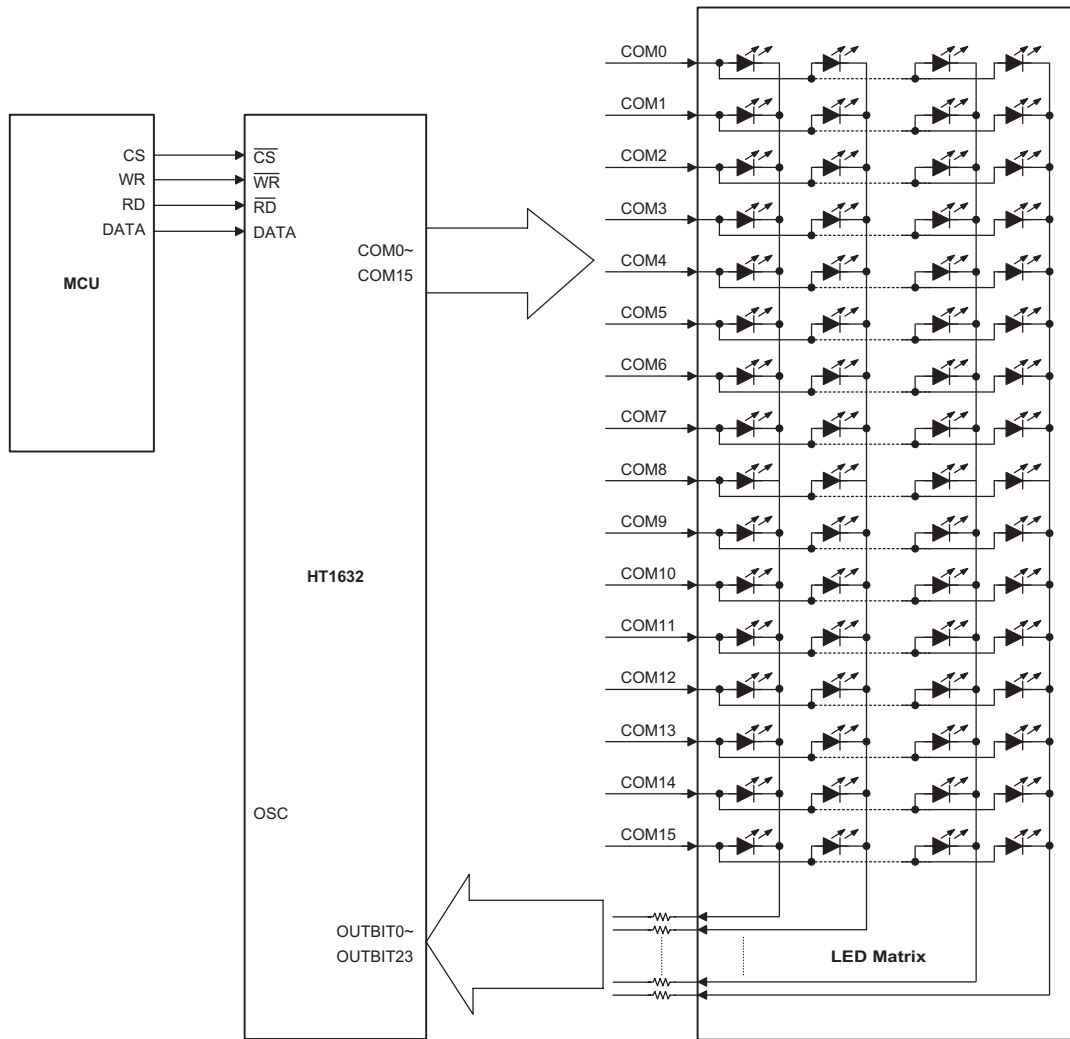 MCU
CS
WR
RD
DATA
CS
WR
RD
DATA
COM0~
COM15
HT1632
OSC
OUTBIT0~
OUTBIT23
COM0
COM1
COM2
COM3
COM4
COM5
COM6
COM7
COM8
COM9
COM10
COM11
COM12
COM13
COM14
COM15
LED Matrix